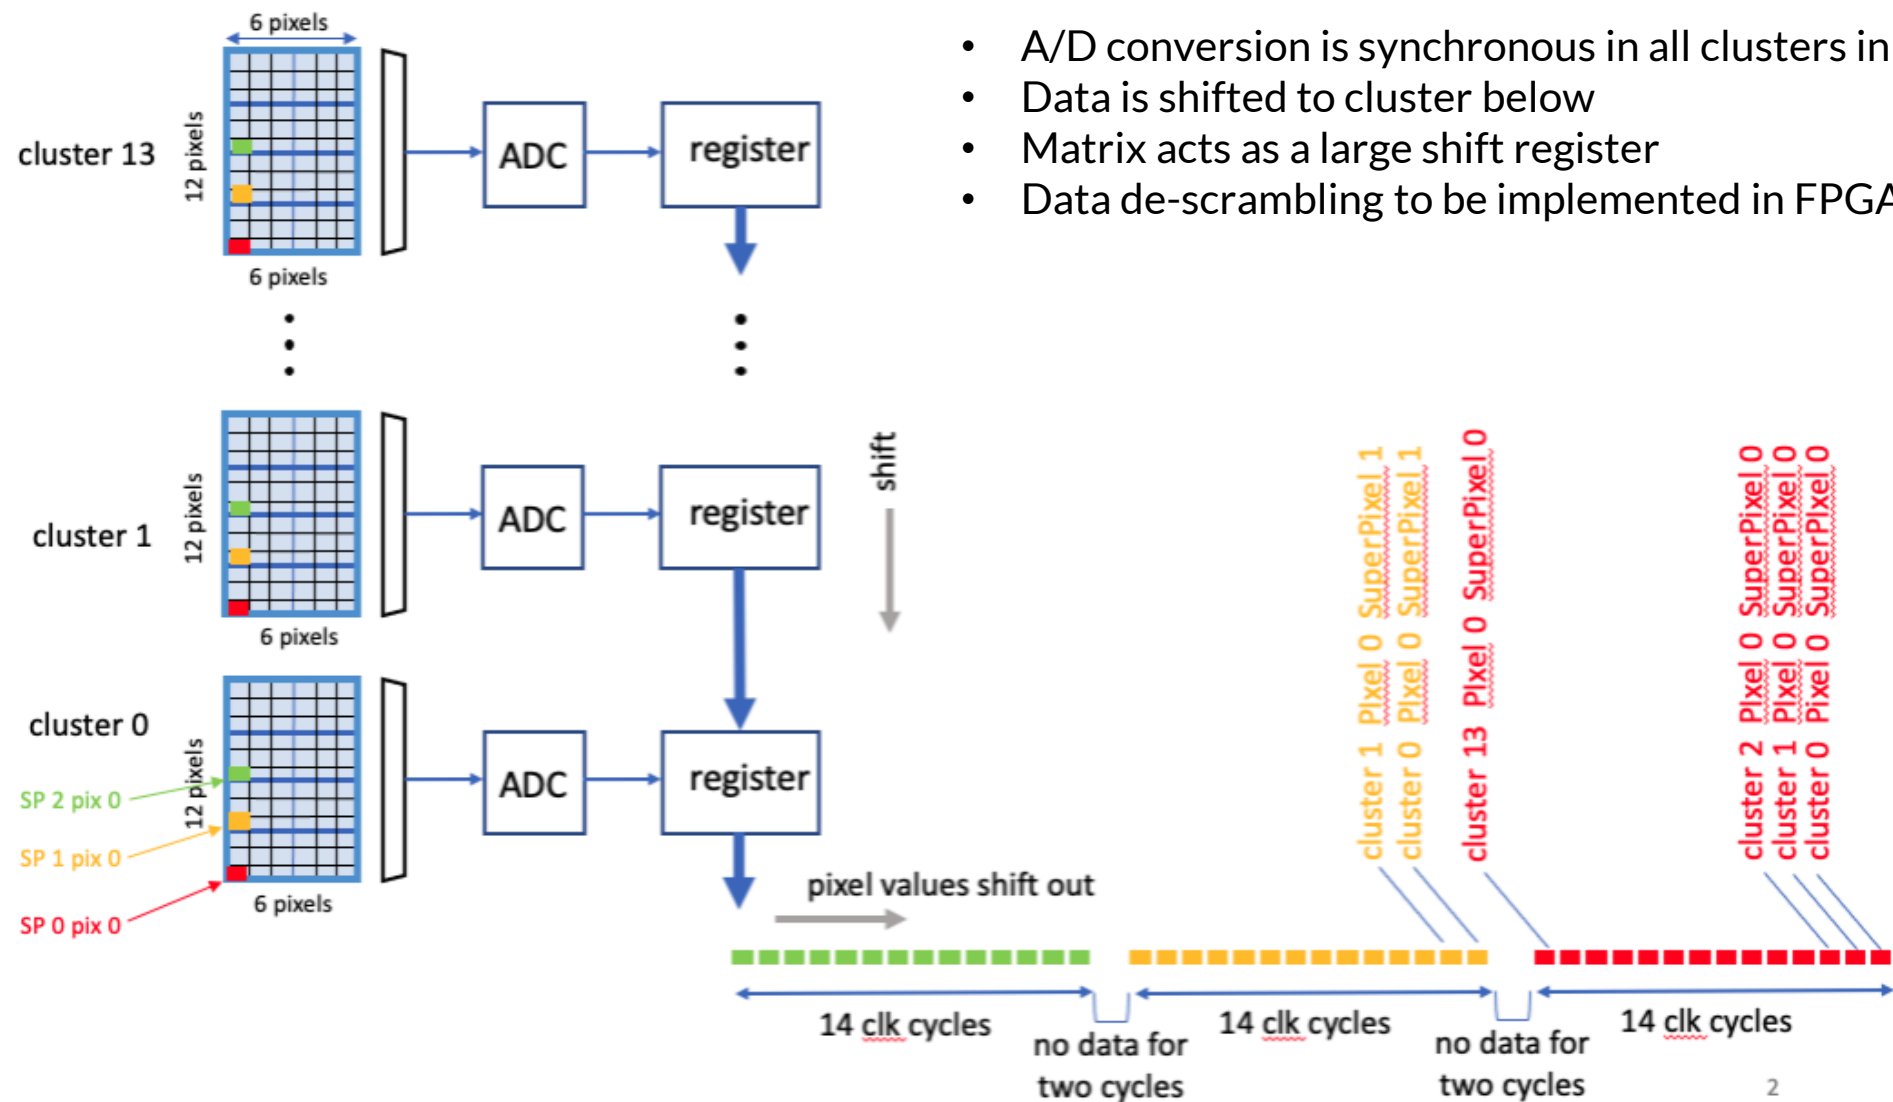 6 pixels
• A/D conversion is synchronous in all clusters in
• Data is shifted to cluster below
• Matrix acts as a large shift register
• Data de-scrambling to be implemented in FPGA
cluster 13
12 pixels
ADC
register
6 pixels
cluster 1
12 pixels
ADC
register
6 pixels
shift
cluster 0
12 pixels
ADC
register
6 pixels
SP 2 pix 0
SP 1 pix 0
SP 0 pix 0
pixel values shift out
cluster 1 PIxel 0 SuperPixel 1
cluster 0 PIxel 0 SuperPixel 1
cluster 13 PIxel 0 SuperPixel 0
cluster 2 PIxel 0 SuperPixel 0
cluster 1 PIxel 0 SuperPixel 0
cluster 0 Pixel 0 SuperPIxel 0
14 clk cycles
no data for
two cycles
14 clk cycles
no data for
two cycles
14 clk cycles
2